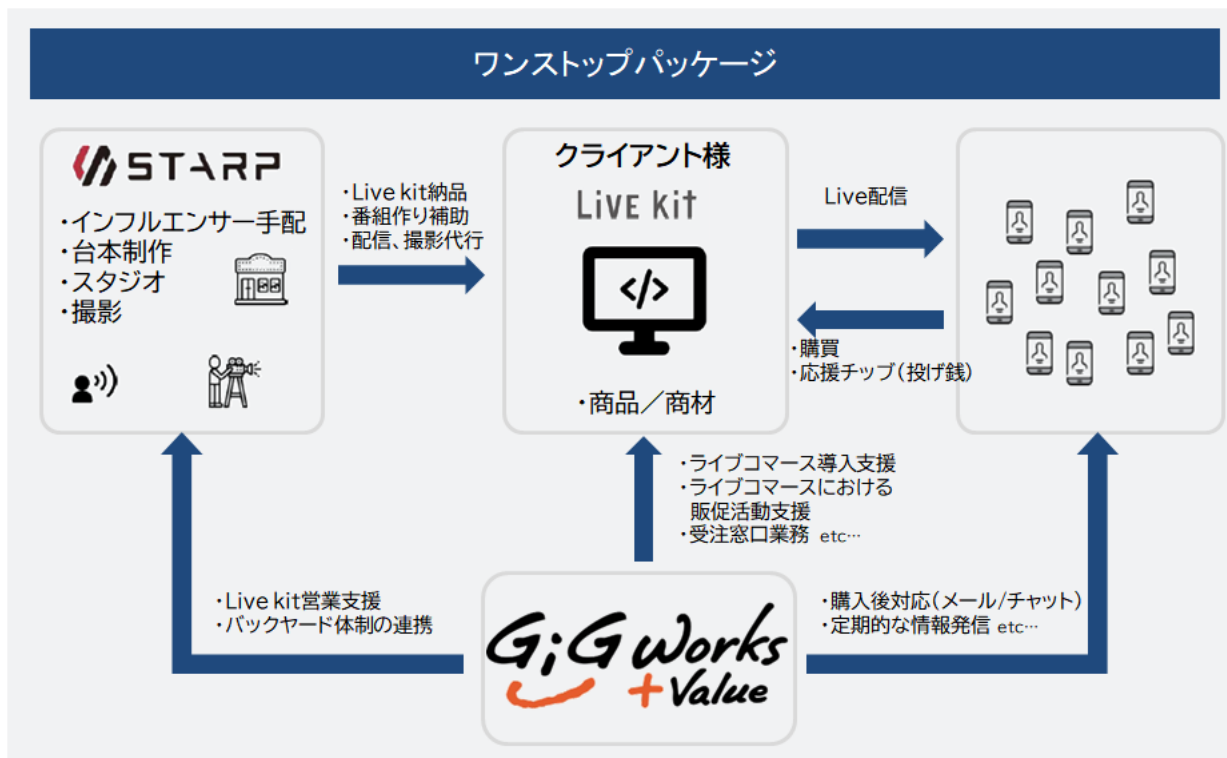 ワンストップパッケージ
STARP
・インフルエンサー手配
・台本制作
・スタジオ
・撮影
・Live kit納品
・番組作り補助
・配信、撮影代行
クライアント様
LiVE kit
</>
・商品／商材
Live配信
・購買
・応援チップ（投げ銭）
・ライブコマース導入支援
・ライブコマースにおける
販促活動支援
・受注窓口業務 etc…
・Live kit営業支援
・バックヤード体制の連携
GiG Works
+Value
・購入後対応（メール/チャット）
・定期的な情報発信 etc…